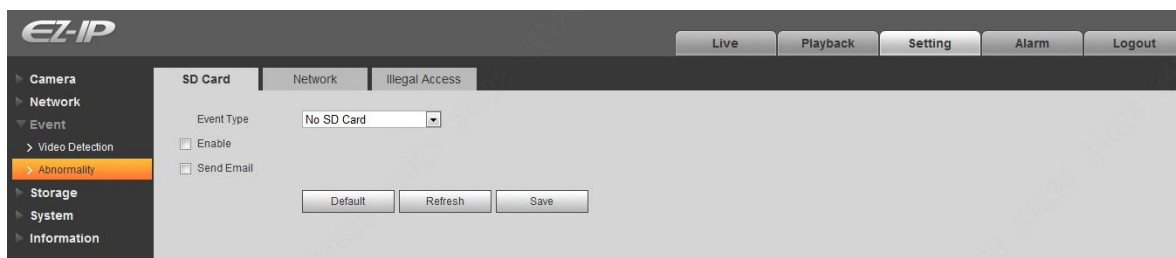 EZ-IP
Live Playback Setting Alarm Logout
Camera
Network
Event
Video Detection
Abnormality
Storage
System
Information
SD Card Network Illegal Access
Event Type No SD Card
Enable
Send Email
Default Refresh Save